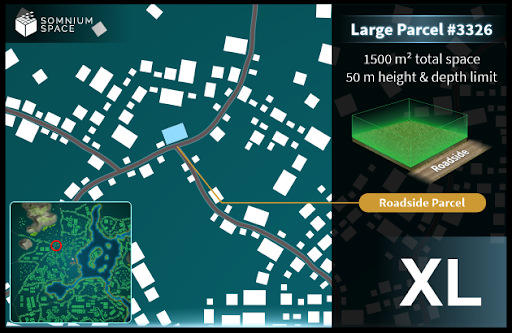 SOMNIUM
SPACE
Large Parcel #3326
1500 m² total space
50 m height & depth limit
Roadside
Roadside Parcel
XL